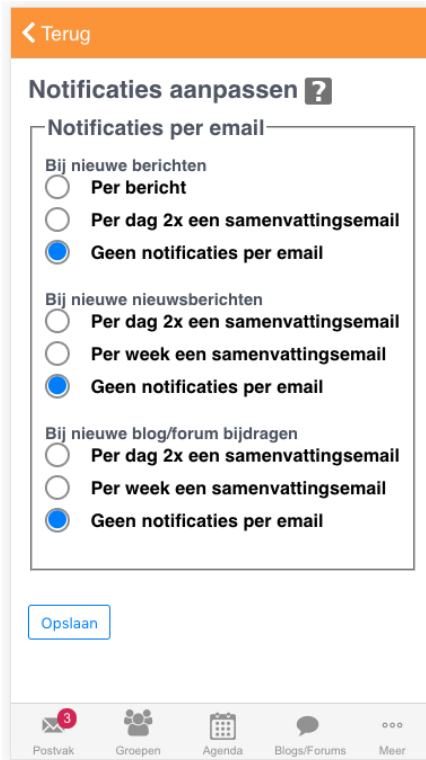 Terug
Notificaties aanpassen ?
Notificaties per email
Bij nieuwe berichten
Per bericht
Per dag 2x een samenvattingsemail
Geen notificaties per email
Bij nieuwe nieuwsberichten
Per dag 2x een samenvattingsemail
Per week een samenvattingsemail
Geen notificaties per email
Bij nieuwe blog/forum bijdragen
Per dag 2x een samenvattingsemail
Per week een samenvattingsemail
Geen notificaties per email
Opslaan
3
Postvak Groepen Agenda Blogs/Forums Meer